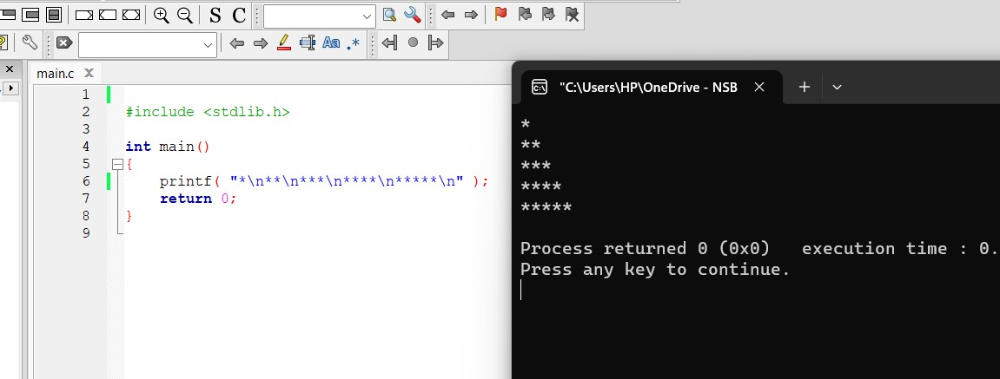 S C
Aa .*
main.c X
1
2 #include <stdlib.h>
3
4 int main()
5 {
6 printf( "*\n**\n***\n****\n*****\n" );
7 return 0;
8 }
9
"C:\Users\HP\OneDrive - NSB
*
**
***
****
*****
Process returned 0 (0x0)   execution time : 0.
Press any key to continue.